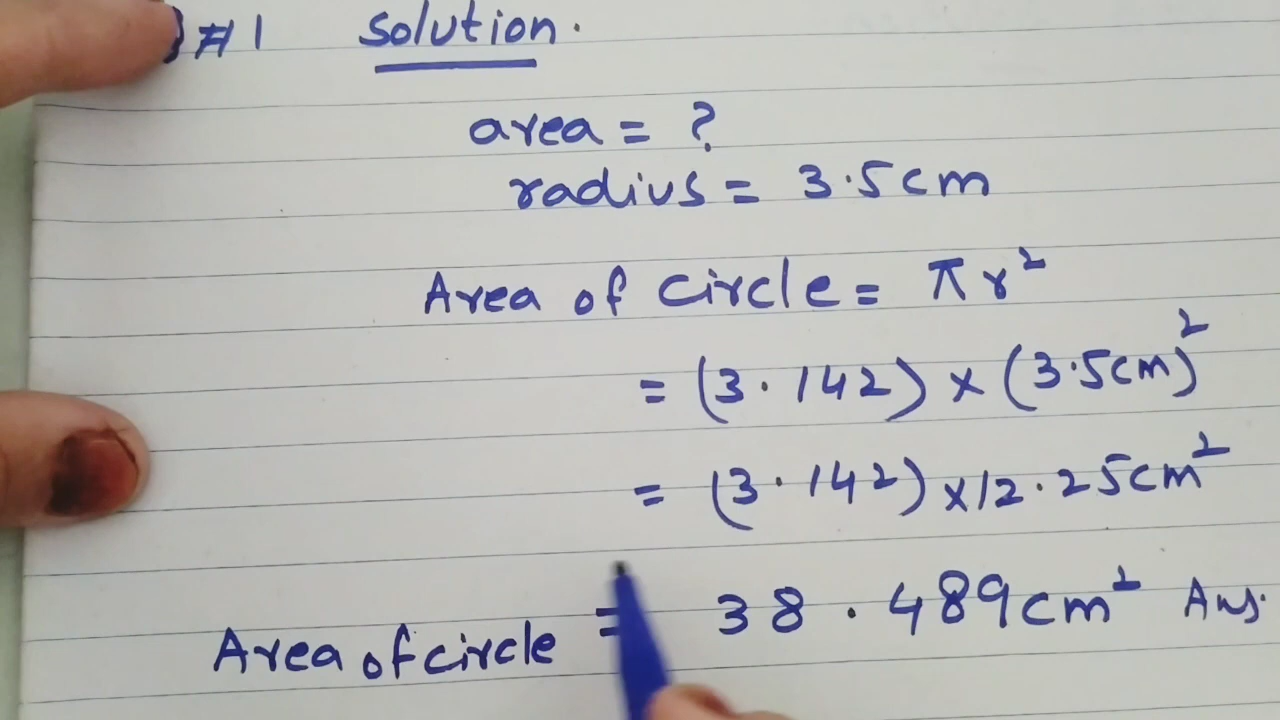 #1 Solution.
area = ?
radius = 3.5cm
Area of circle = πr²
= (3.142) × (3.5cm)²
= (3.142) × 12.25cm²
Area of circle = 38.489cm² Ans.